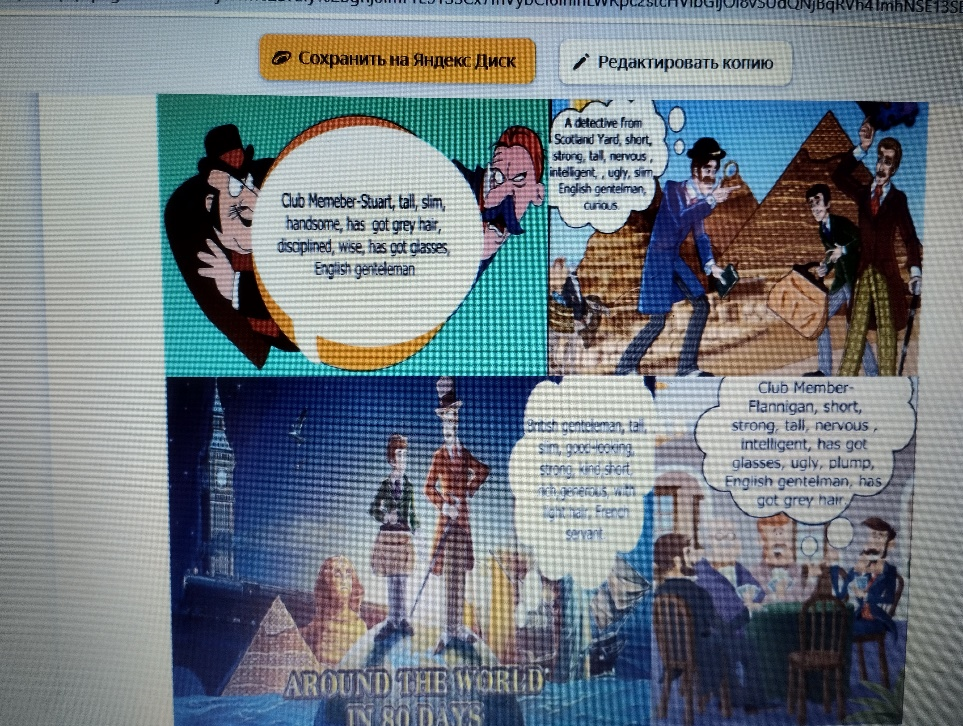 Сохранить на Яндекс Диск
Редактировать копию
Club Memeber-Stuart, tall, slim,
handsome, has got grey hair,
disciplined, wise, has got glasses,
English genteleman
A detective from
Scotland Yard, short,
strong, tall, nervous ,
intelligent, , ugly, slim,
English gentelman,
curious.
British genteleman, tall,
slim, good-looking,
strong, kind,short,
rich,generous, with
light hair, French
servant.
Club Member-
Flannigan, short,
strong, tall, nervous ,
intelligent, has got
glasses, ugly, plump,
English gentelman, has
got grey hair.
AROUND THE WORLD
IN 80 DAYS